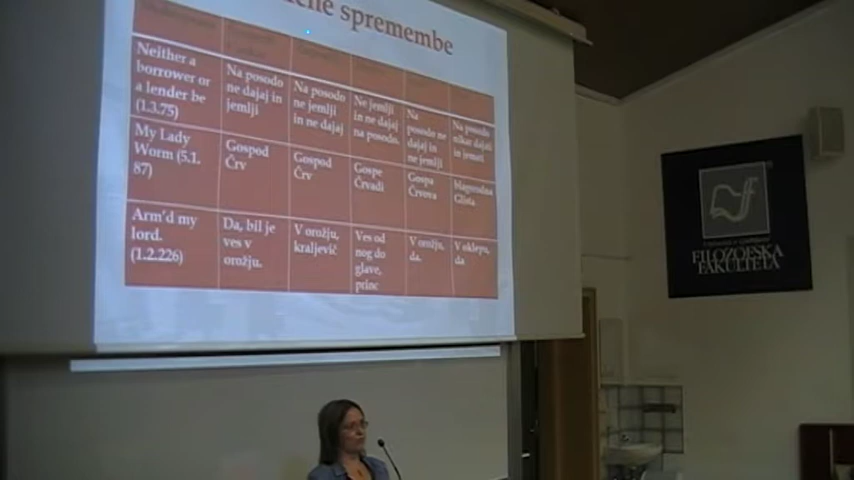 spremembe
Neither a
borrower or
a lender be
(1.3.75)
Na posodo
ne dajaj in
jemlji
Na posodo
ne jemlji
in ne dajaj
Ne jemlji
in ne dajaj
na posodo.
Na
posodo ne
dajaj in
ne jemlji
Na posodo
nikar dajati
in jemati
My Lady
Worm (5.1.
87)
Gospod
Črv
Gospod
Črv
Gospe
Črvadi
Gospa
Črvova
blagorodna
Glista
Arm'd my
lord.
(1.2.226)
Da, bil je
ves v
orožju.
V orožju,
kraljevič
Ves od
nog do
glave,
princ
V orožju,
da.
V oklepu,
da
FILOZOFSKA
FAKULTETA